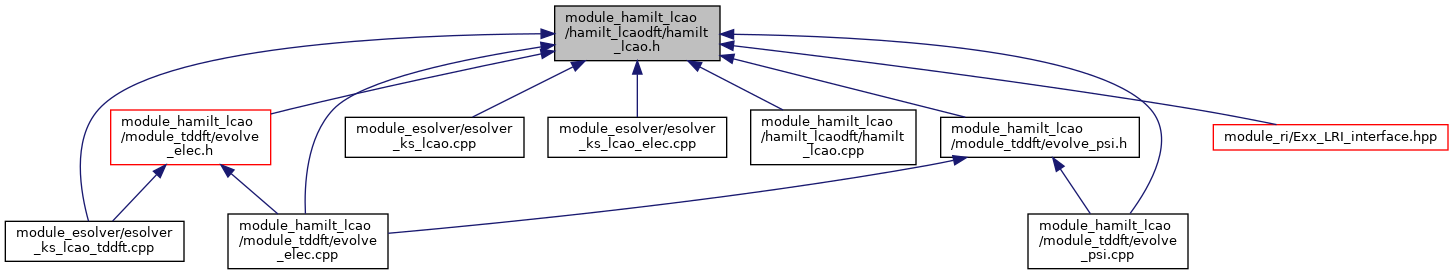 module_hamilt_lcao
/hamilt_lcaodft/hamilt
_lcao.h
module_hamilt_lcao
/module_tddft/evolve
_elec.h
module_esolver/esolver
_ks_lcao.cpp
module_esolver/esolver
_ks_lcao_elec.cpp
module_hamilt_lcao
/hamilt_lcaodft/hamilt
_lcao.cpp
module_hamilt_lcao
/module_tddft/evolve_psi.h
module_ri/Exx_LRI_interface.hpp
module_esolver/esolver
_ks_lcao_tddft.cpp
module_hamilt_lcao
/module_tddft/evolve
_elec.cpp
module_hamilt_lcao
/module_tddft/evolve
_psi.cpp